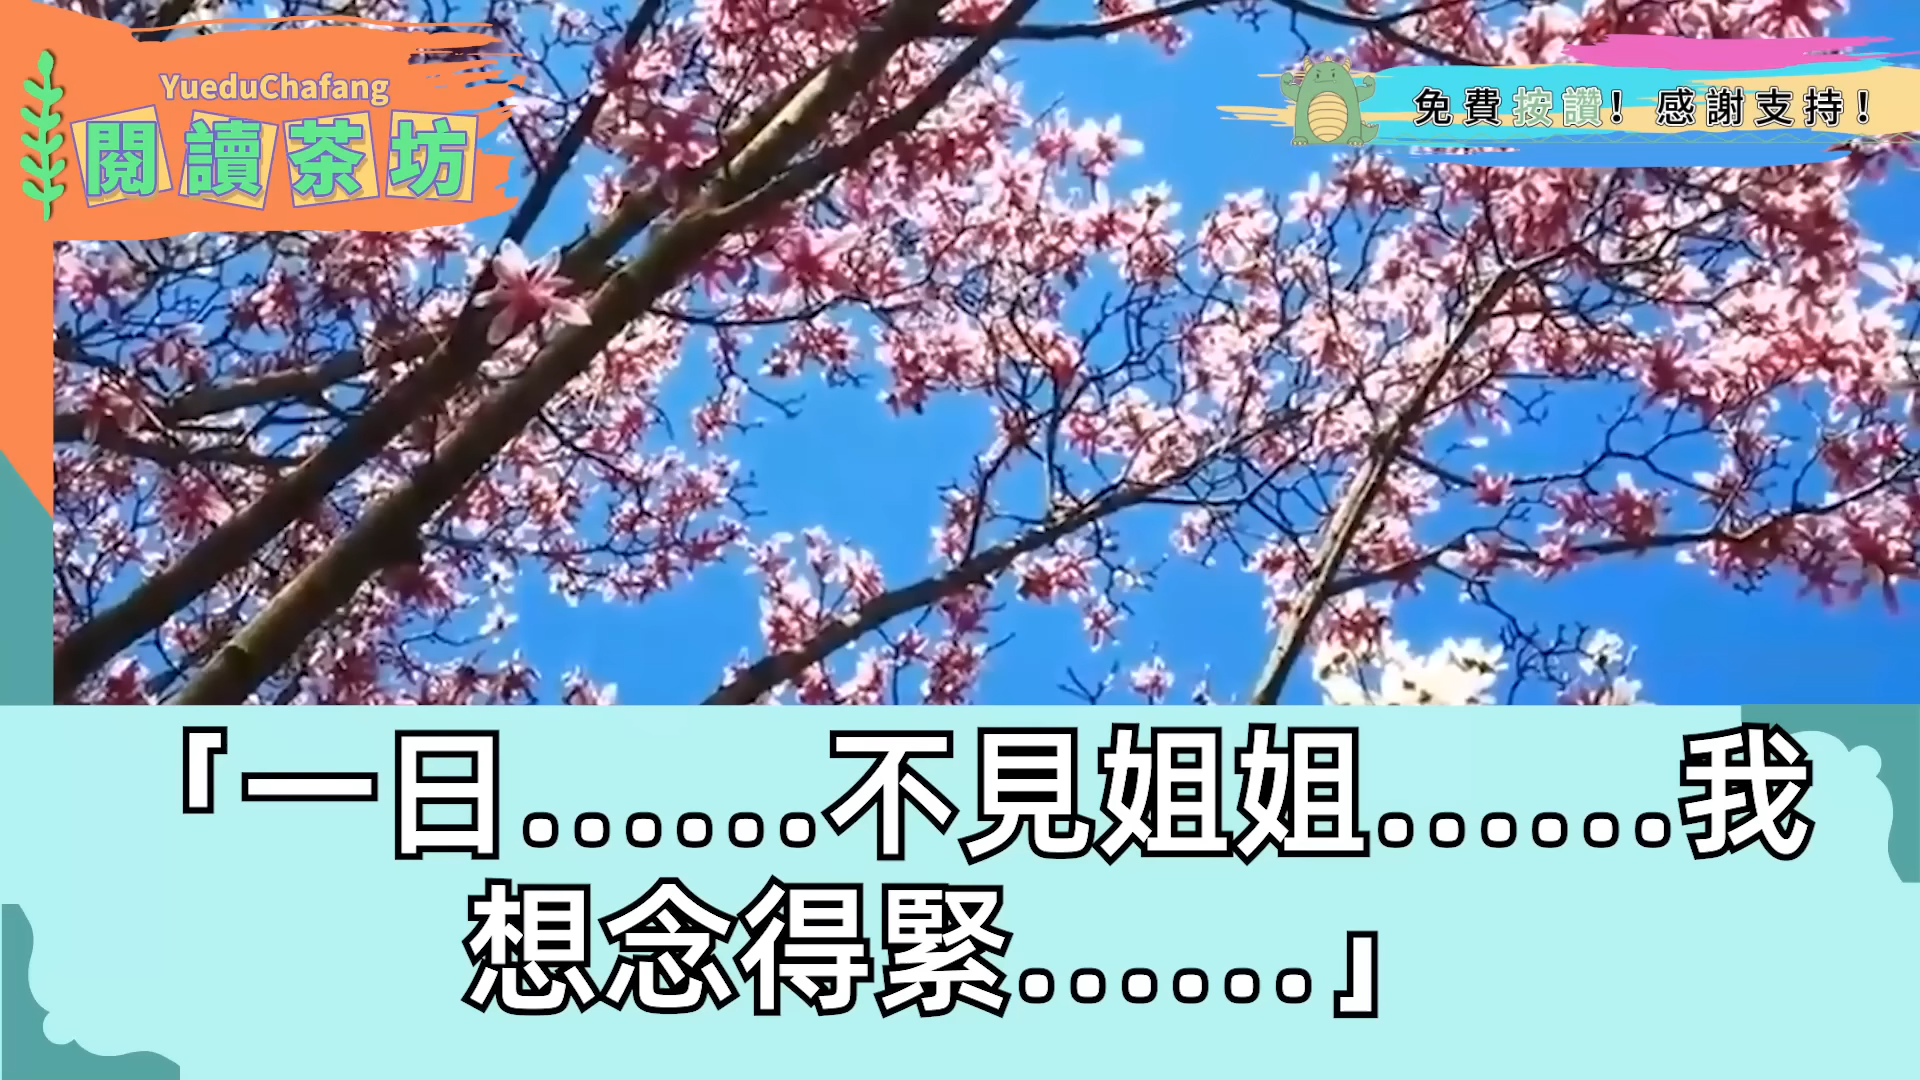 YueduChafang
閱讀茶坊
免費按讚！感謝支持！
「一日......不見姐姐......我
想念得緊......」